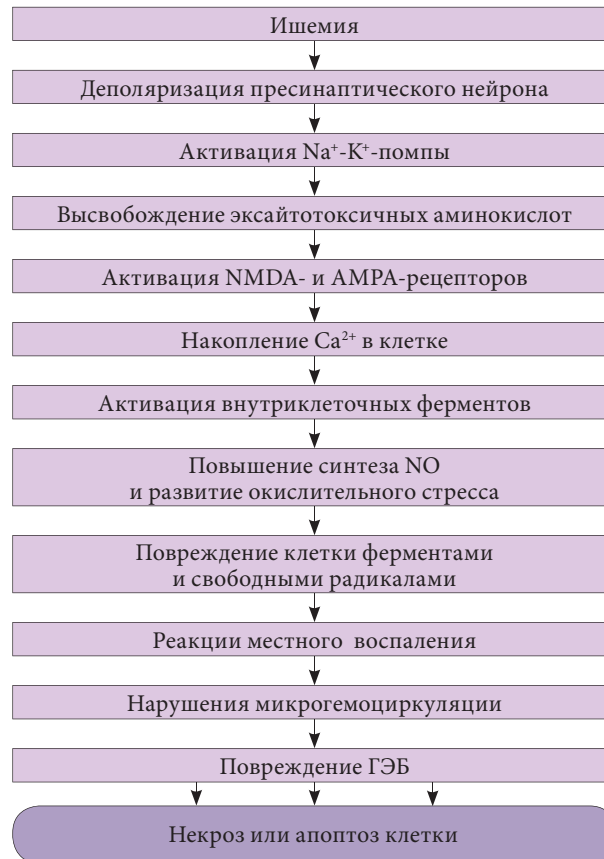 Ишемия
Деполяризация пресинаптического нейрона
Активация Na⁺-K⁺-помпы
Высвобождение эксайтотоксичных аминокислот
Активация NMDA- и AMPA-рецепторов
Накопление Ca²⁺ в клетке
Активация внутриклеточных ферментов
Повышение синтеза NO
и развитие окислительного стресса
Повреждение клетки ферментами
и свободными радикалами
Реакции местного воспаления
Нарушения микрогемоциркуляции
Повреждение ГЭБ
Некроз или апоптоз клетки